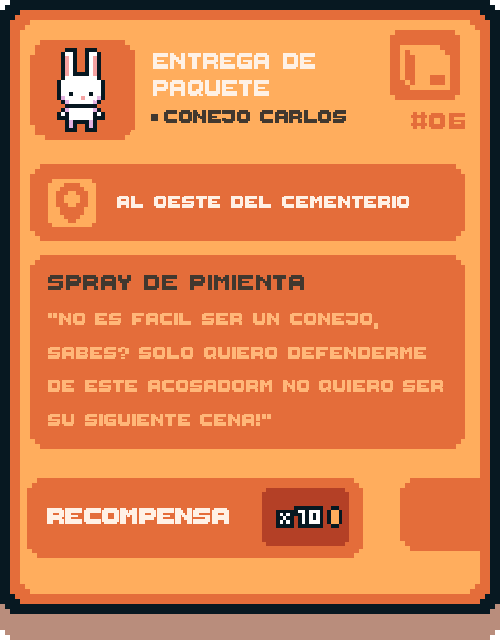 ENTREGA DE
PAQUETE
CONEJO CARLOS
#06
AL OESTE DEL CEMENTERIO
SPRAY DE PIMIENTA
"NO ES FACIL SER UN CONEJO,
SABES? SOLO QUIERO DEFENDERME
DE ESTE ACOSADORM NO QUIERO SER
SU SIGUIENTE CENA!"
RECOMPENSA
x10